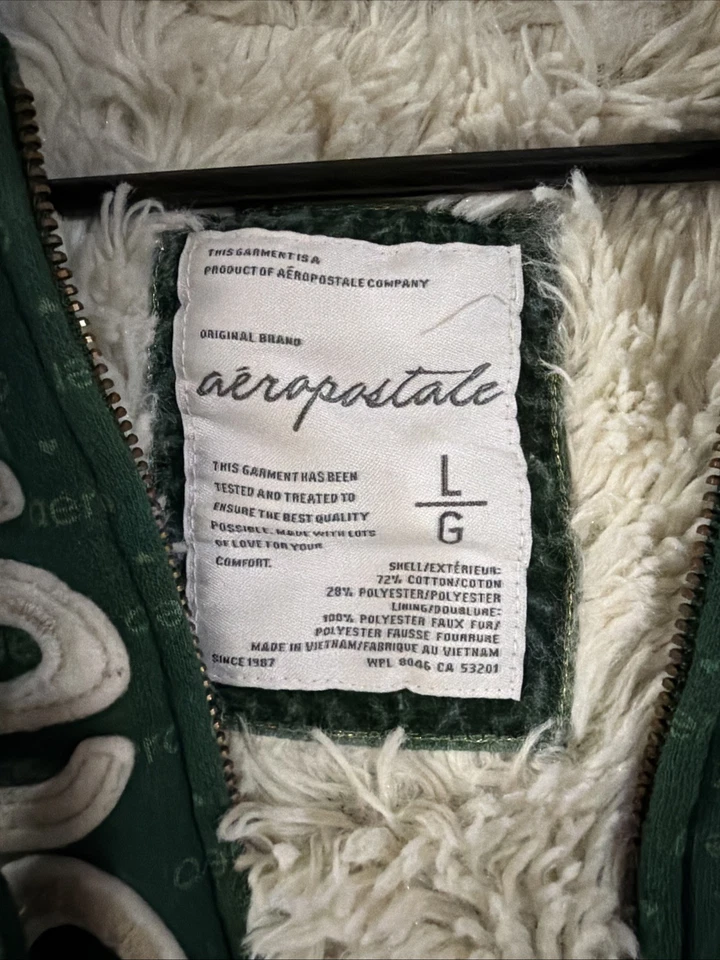 THIS GARMENT IS A
PRODUCT OF AÉROPOSTALE COMPANY
ORIGINAL BRAND
aéropostale
THIS GARMENT HAS BEEN
TESTED AND TREATED TO
ENSURE THE BEST QUALITY
POSSIBLE. MADE WITH LOTS
OF LOVE FOR YOUR
COMFORT.
L
G
SHELL/EXTÉRIEUR:
72% COTTON/COTON
28% POLYESTER/POLYESTER
LINING/DOUBLURE:
100% POLYESTER FAUX FUR/
POLYESTER FAUSSE FOURRURE
MADE IN VIETNAM/FABRIQUE AU VIETNAM
SINCE 1987 WPL 8046 CA 53201
aer